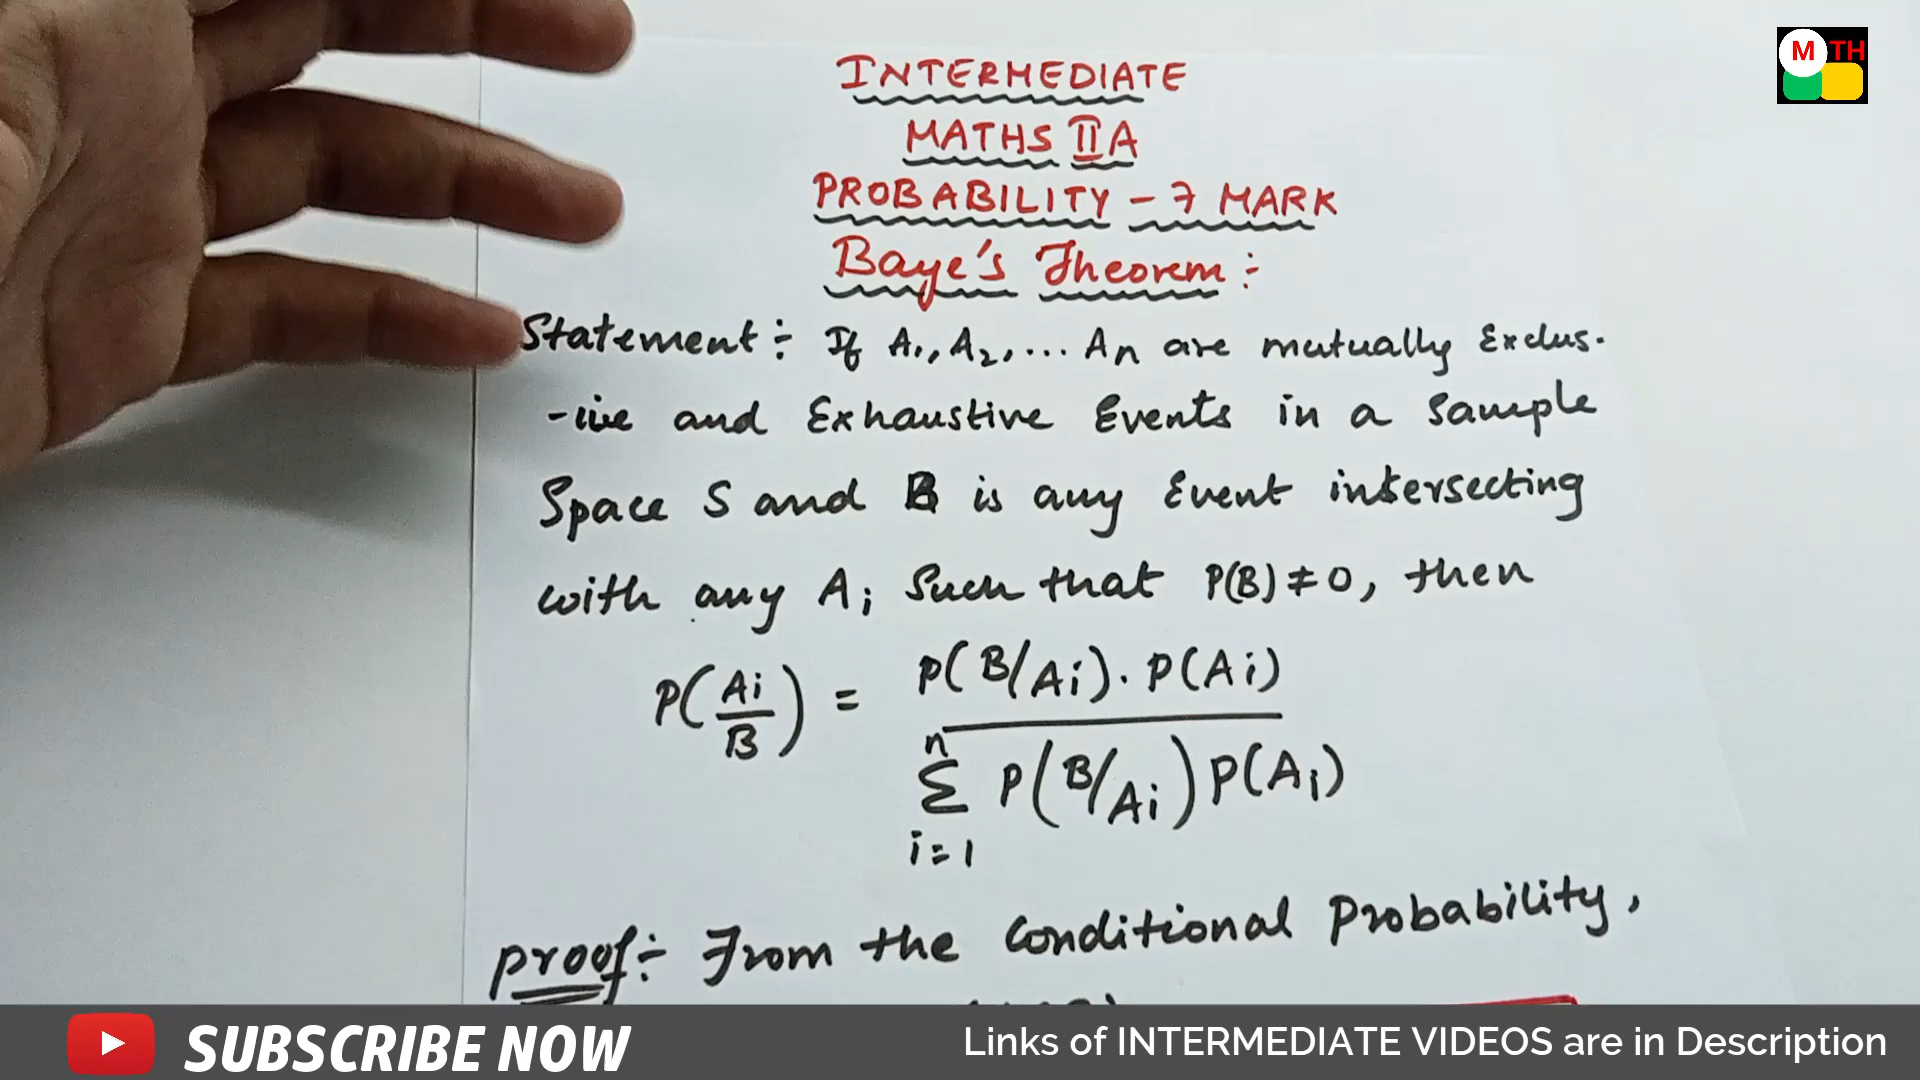 INTERMEDIATE
MATHS IIA
PROBABILITY - 7 MARK
Baye's Theorem :-
Statement :- If A₁, A₂, ... An are mutually Exclus-
-ive and Exhaustive Events in a Sample
Space S and B is any Event intersecting
with any Ai Such that P(B) ≠ 0, then
P(Ai/B) = P(B/Ai) . P(Ai) / n Σ i=1 P(B/Ai) P(Ai)
Proof :- From the Conditional Probability,
M TH
SUBSCRIBE NOW
Links of INTERMEDIATE VIDEOS are in Description